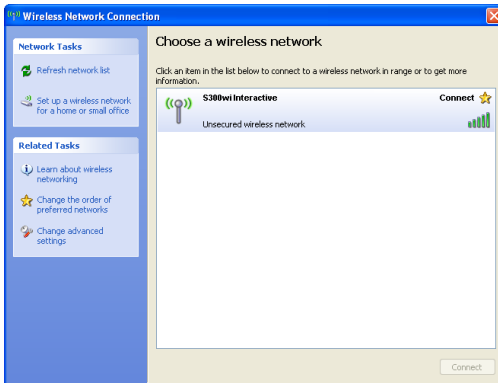 Wireless Network Connection
Network Tasks
Refresh network list
Set up a wireless network
for a home or small office
Related Tasks
Learn about wireless
networking
Change the order of
preferred networks
Change advanced
settings
Choose a wireless network
Click an item in the list below to connect to a wireless network in range or to get more
information.
S300wi Interactive
Connect
Unsecured wireless network
Connect